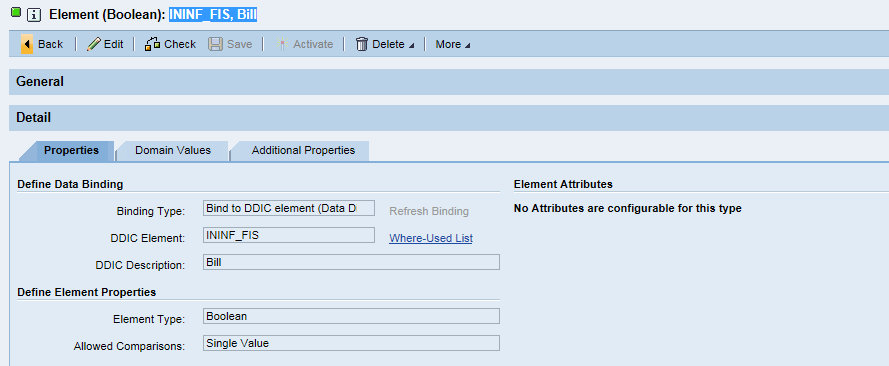 Element (Boolean): ININF_FIS, Bill
Back Edit Check Save Activate Delete More
General
Detail
Properties Domain Values Additional Properties
Define Data Binding Element Attributes
Binding Type: Bind to DDIC element (Data D Refresh Binding No Attributes are configurable for this type
DDIC Element: ININF_FIS Where-Used List
DDIC Description: Bill
Define Element Properties
Element Type: Boolean
Allowed Comparisons: Single Value